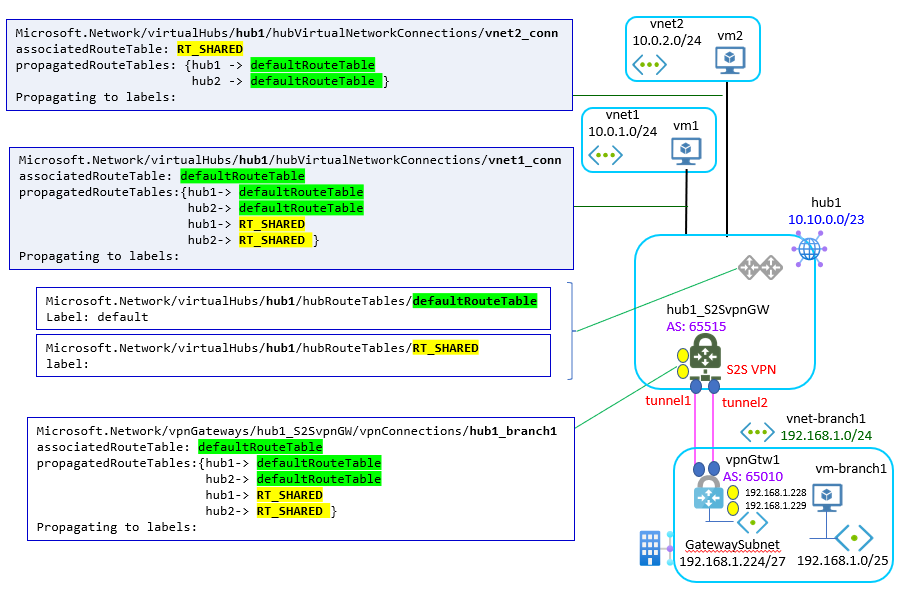 Microsoft.Network/virtualHubs/hub1/hubVirtualNetworkConnections/vnet2_conn
associatedRouteTable: RT_SHARED
propagatedRouteTables: {hub1 -> defaultRouteTable
hub2 -> defaultRouteTable }
Propagating to labels:
vnet2
10.0.2.0/24
vm2
vnet1
10.0.1.0/24
vm1
Microsoft.Network/virtualHubs/hub1/hubVirtualNetworkConnections/vnet1_conn
associatedRouteTable: defaultRouteTable
propagatedRouteTables:{hub1-> defaultRouteTable
hub2-> defaultRouteTable
hub1-> RT_SHARED
hub2-> RT_SHARED }
Propagating to labels:
hub1
10.10.0.0/23
Microsoft.Network/virtualHubs/hub1/hubRouteTables/defaultRouteTable
Label: default
Microsoft.Network/virtualHubs/hub1/hubRouteTables/RT_SHARED
label:
hub1_S2SvpnGW
AS: 65515
S2S VPN
tunnel1
tunnel2
Microsoft.Network/vpnGateways/hub1_S2SvpnGW/vpnConnections/hub1_branch1
associatedRouteTable: defaultRouteTable
propagatedRouteTables:{hub1-> defaultRouteTable
hub2-> defaultRouteTable
hub1-> RT_SHARED
hub2-> RT_SHARED }
Propagating to labels:
vnet-branch1
192.168.1.0/24
vpnGtw1
AS: 65010
192.168.1.228
192.168.1.229
vm-branch1
GatewaySubnet
192.168.1.224/27
192.168.1.0/25